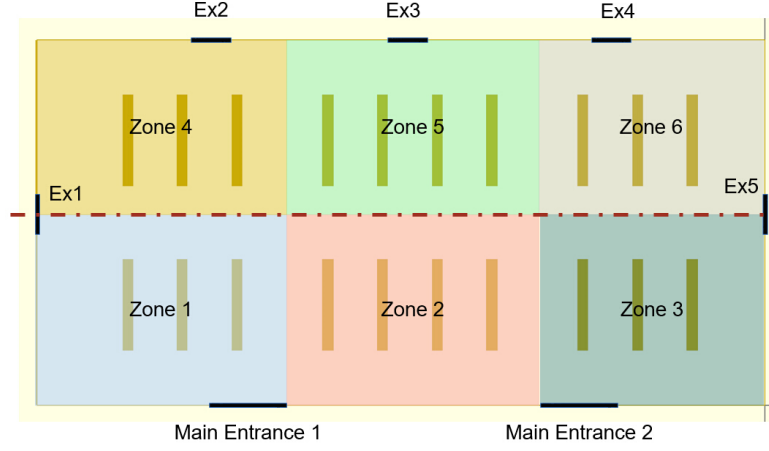 Ex2
Ex3
Ex4
Zone 4
Zone 5
Zone 6
Ex1
Ex5
Zone 1
Zone 2
Zone 3
Main Entrance 1
Main Entrance 2